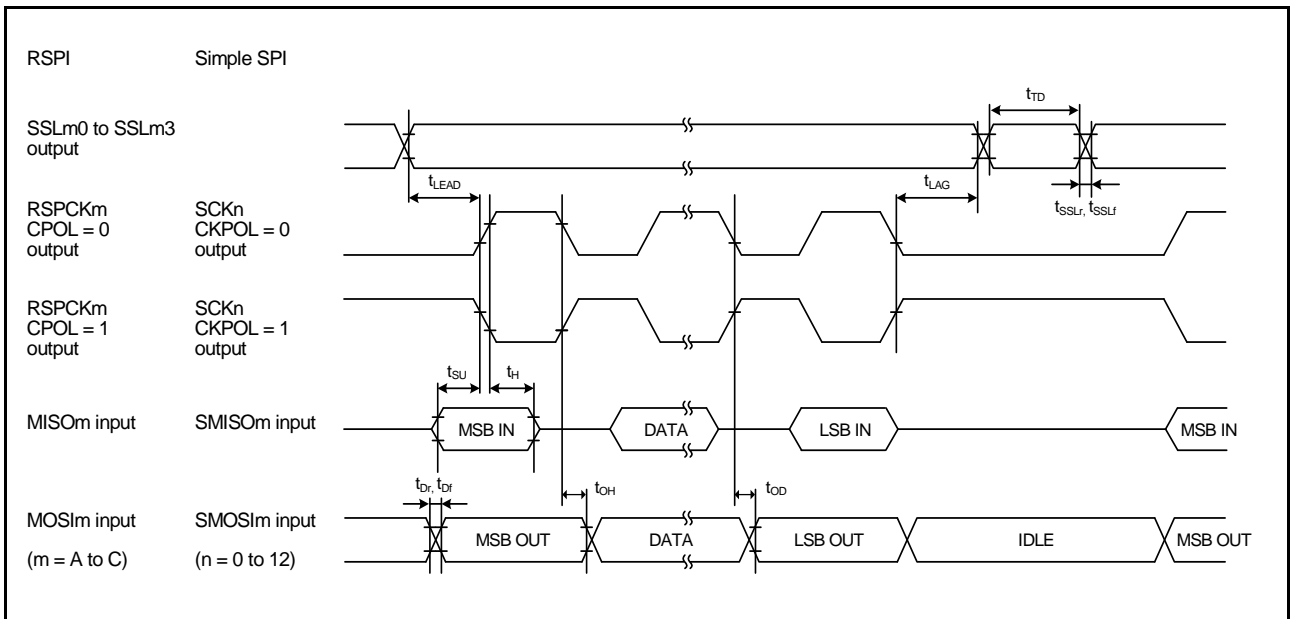 RSPI Simple SPI
tTD
SSLm0 to SSLm3
output
tLEAD tLAG
tSSLr, tSSLf
RSPCKm SCKn
CPOL = 0 CKPOL = 0
output output
RSPCKm SCKn
CPOL = 1 CKPOL = 1
output output
tSU tH
MISOm input SMISOm input MSB IN DATA LSB IN MSB IN
tDr, tDf tOH tOD
MOSIm input SMOSIm input MSB OUT DATA LSB OUT IDLE MSB OUT
(m = A to C) (n = 0 to 12)